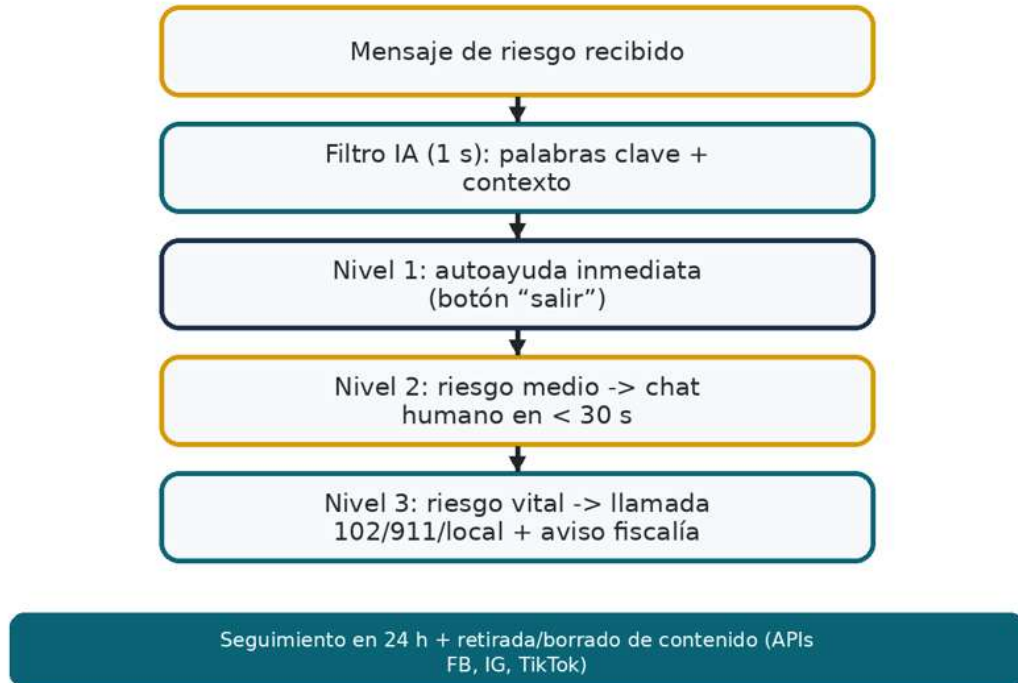 Mensaje de riesgo recibido
Filtro IA (1 s): palabras clave +
contexto
Nivel 1: autoayuda inmediata
(botón “salir”)
Nivel 2: riesgo medio -> chat
humano en < 30 s
Nivel 3: riesgo vital -> llamada
102/911/local + aviso fiscalía
Seguimiento en 24 h + retirada/borrado de contenido (APIs
FB, IG, TikTok)